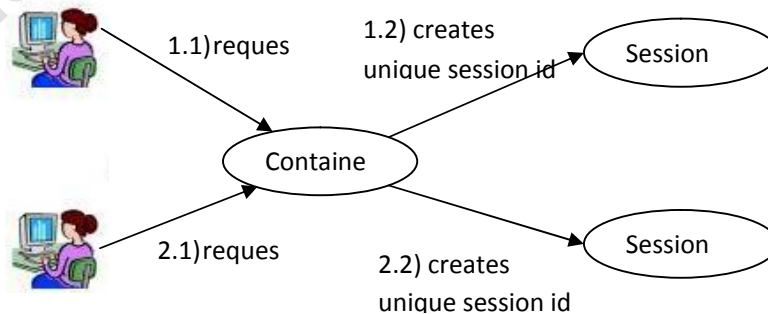 1.1) reques
1.2) creates
unique session id
Session
Containe
2.1) reques
2.2) creates
unique session id
Session